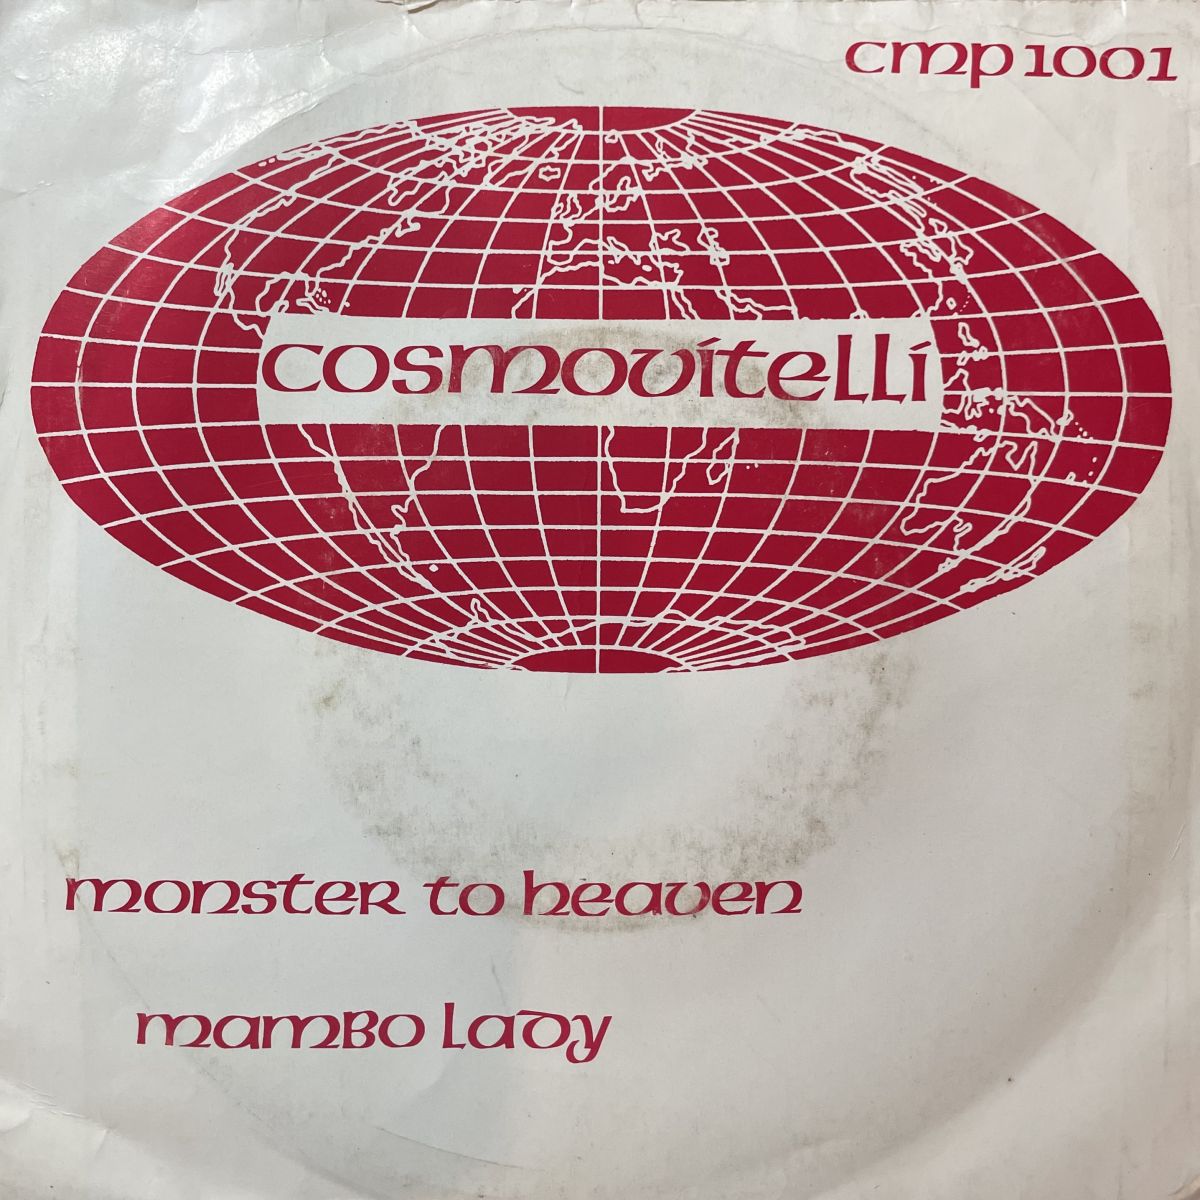 cmp 1001
cosmovitelli
monster to heaven
mambo lady